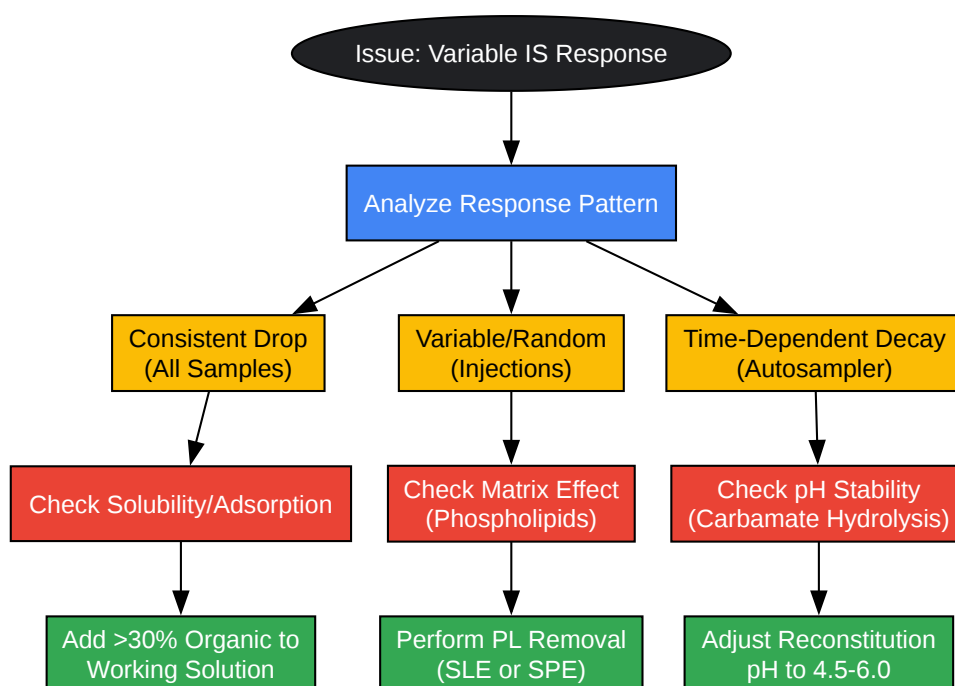 Issue: Variable IS Response
Analyze Response Pattern
Consistent Drop
(All Samples)
Variable/Random
(Injections)
Time-Dependent Decay
(Autosampler)
Check Solubility/Adsorption
Check Matrix Effect
(Phospholipids)
Check pH Stability
(Carbamate Hydrolysis)
Add >30% Organic to
Working Solution
Perform PL Removal
(SLE or SPE)
Adjust Reconstitution
pH to 4.5-6.0